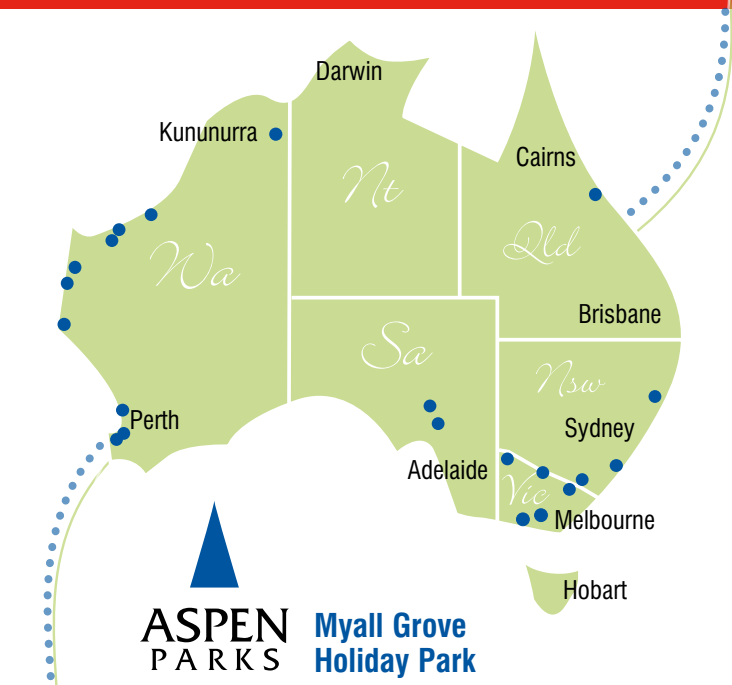 Darwin
Kununurra
Cairns
Nt
Qld
Wa
Brisbane
Sa
Nsw
Perth
Sydney
Adelaide
Vic
Melbourne
Hobart
ASPEN
PARKS
Myall Grove
Holiday Park